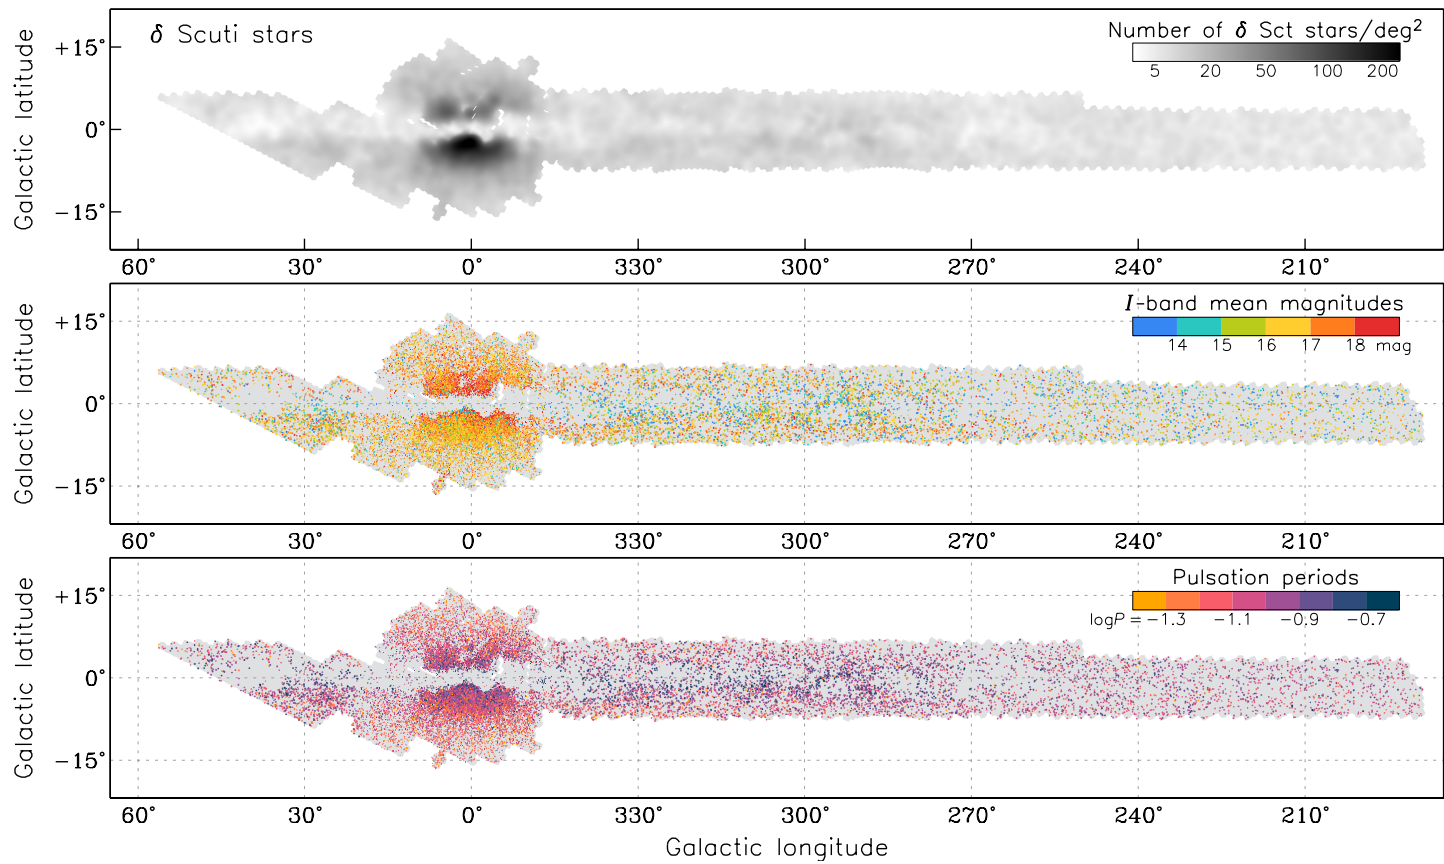 δ Scuti stars
Number of δ Sct stars/deg²
5 20 50 100 200
Galactic latitude
+15°
0°
−15°
60° 30° 0° 330° 300° 270° 240° 210°
I-band mean magnitudes
14 15 16 17 18 mag
Galactic latitude
+15°
0°
−15°
60° 30° 0° 330° 300° 270° 240° 210°
Pulsation periods
logP = −1.3 −1.1 −0.9 −0.7
Galactic latitude
+15°
0°
−15°
60° 30° 0° 330° 300° 270° 240° 210°
Galactic longitude